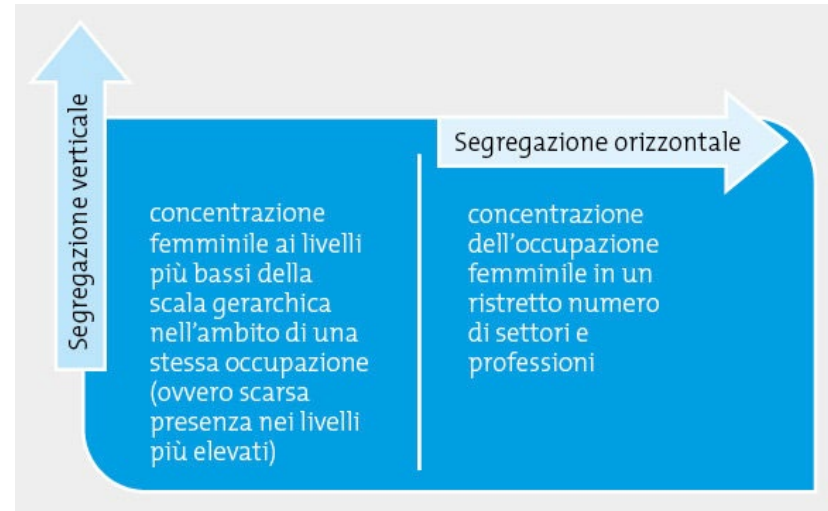 Segregazione verticale
concentrazione
femminile ai livelli
più bassi della
scala gerarchica
nell'ambito di una
stessa occupazione
(ovvero scarsa
presenza nei livelli
più elevati)
Segregazione orizzontale
concentrazione
dell'occupazione
femminile in un
ristretto numero
di settori e
professioni